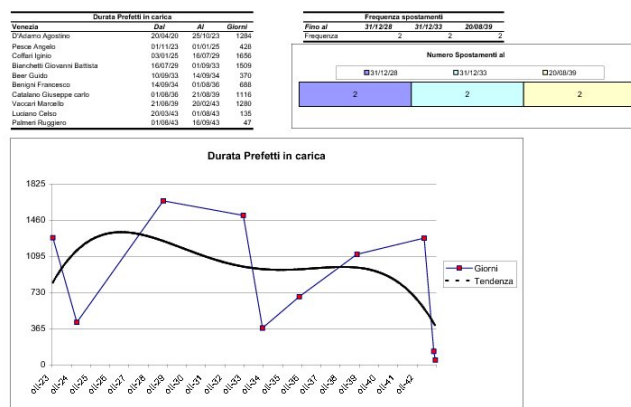 Durata Prefetti in carica
Venezia Dal Al Giorni
D'Adamo Agostino 20/04/20 25/10/23 1284
Pesce Angelo 01/11/23 01/01/25 428
Coffari Iginio 03/01/25 16/07/29 1656
Bianchetti Giovanni Battista 16/07/29 01/09/33 1509
Beer Guido 10/09/33 14/09/34 370
Benigni Francesco 14/09/34 01/08/36 688
Catalano Giuseppe carlo 01/08/36 21/08/39 1116
Vaccari Marcello 21/08/39 20/02/43 1280
Luciano Celso 20/03/43 01/08/43 135
Palmeri Ruggiero 01/08/43 16/09/43 47
Frequenza spostamenti
Fino al 31/12/28 31/12/33 20/08/39
Frequenza 2 2 2
Numero Spostamenti al
31/12/28 31/12/33 20/08/39
2 2 2
Durata Prefetti in carica
1825
1460
1095
730
365
0
Giorni
Tendenza
ott-23 ott-24 ott-25 ott-26 ott-27 ott-28 ott-29 ott-30 ott-31 ott-32 ott-33 ott-34 ott-35 ott-36 ott-37 ott-38 ott-39 ott-40 ott-41 ott-42